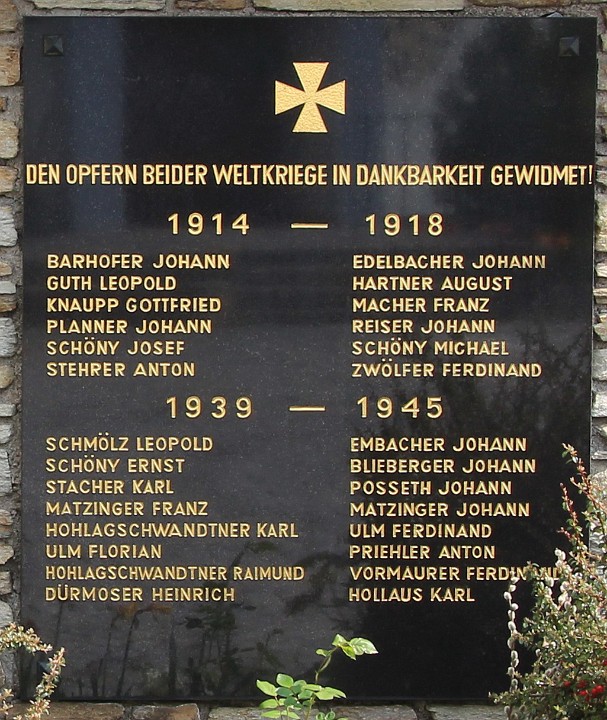 DEN OPFERN BEIDER WELTKRIEGE IN DANKBARKEIT GEWIDMET!
1914 — 1918
BARHOFER JOHANN
GUTH LEOPOLD
KNAUPP GOTTFRIED
PLANNER JOHANN
SCHÖNY JOSEF
STEHRER ANTON
EDELBACHER JOHANN
HARTNER AUGUST
MACHER FRANZ
REISER JOHANN
SCHÖNY MICHAEL
ZWÖLFER FERDINAND
1939 — 1945
SCHMÖLZ LEOPOLD
SCHÖNY ERNST
STACHER KARL
MATZINGER FRANZ
HOHLAGSCHWANDTNER KARL
ULM FLORIAN
HOHLAGSCHWANDTNER RAIMUND
DÜRMOSER HEINRICH
EMBACHER JOHANN
BLIEBERGER JOHANN
POSSETH JOHANN
MATZINGER JOHANN
ULM FERDINAND
PRIEHLER ANTON
VORMAURER FERDINAND
HOLLAUS KARL